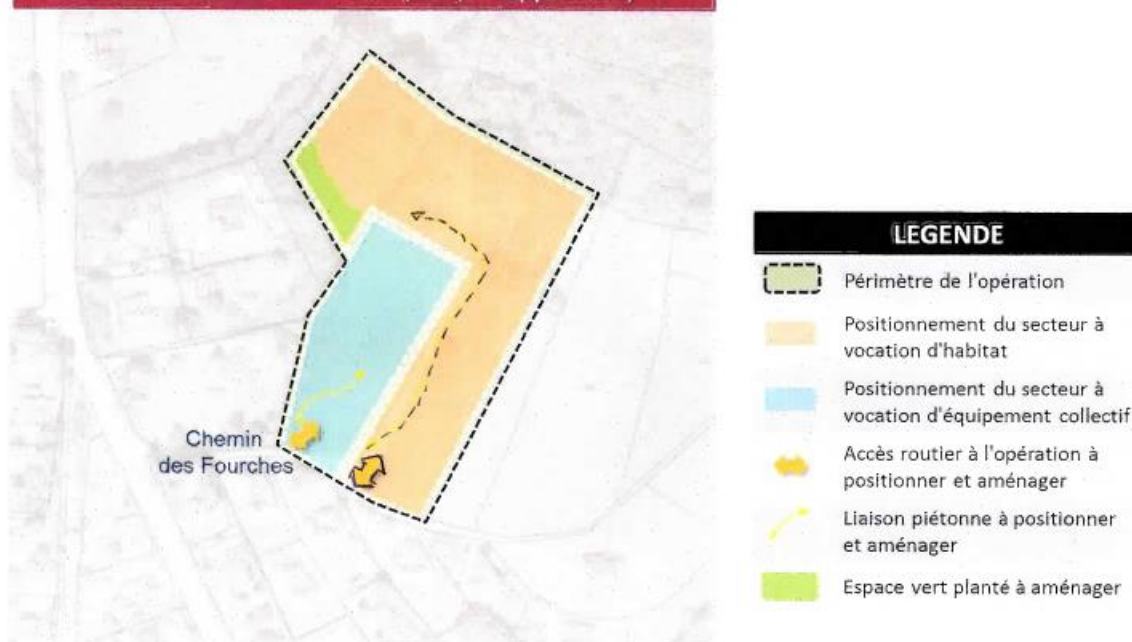 Chemin
des Fourches
LEGENDE
Périmètre de l'opération
Positionnement du secteur à
vocation d'habitat
Positionnement du secteur à
vocation d'équipement collectif
Accès routier à l'opération à
positionner et aménager
Liaison piétonne à positionner
et aménager
Espace vert planté à aménager